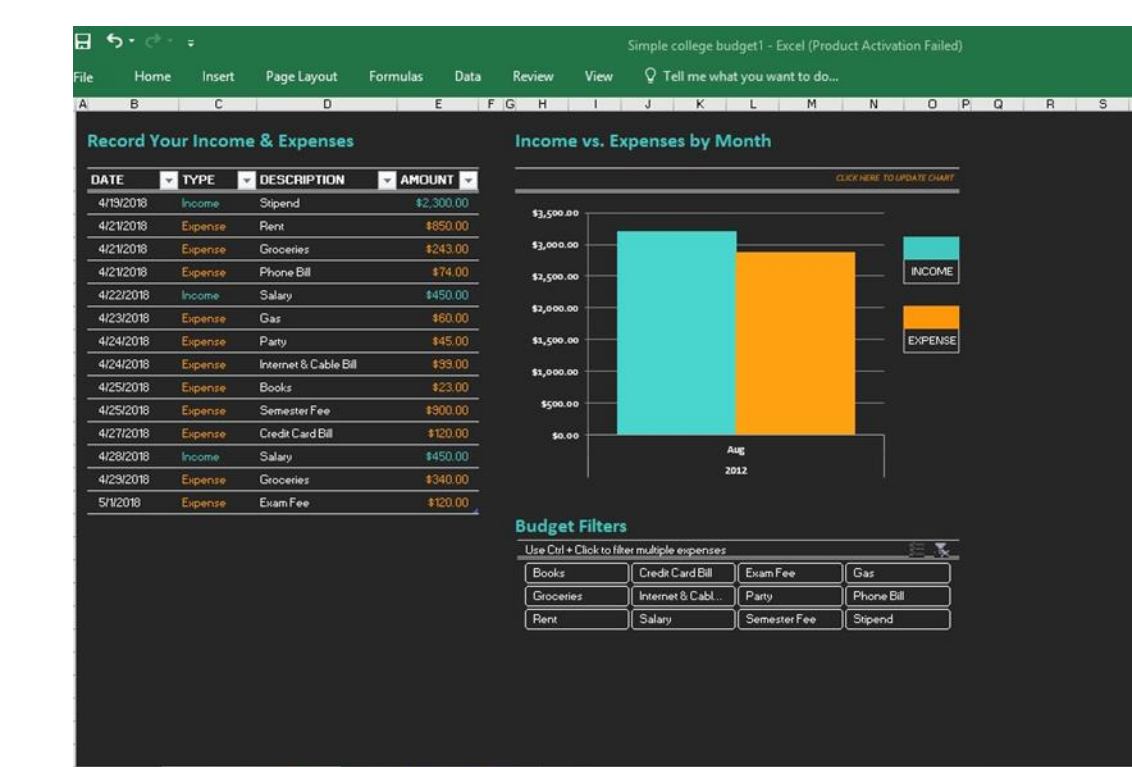 Simple college budget1 - Excel (Product Activation Failed)
File Home Insert Page Layout Formulas Data Review View Tell me what you want to do...
A B C D E F G H I J K L M N O P Q R S
Record Your Income & Expenses
DATE TYPE DESCRIPTION AMOUNT
4/19/2018 Income Stipend $2,300.00
4/21/2018 Expense Rent $850.00
4/21/2018 Expense Groceries $243.00
4/21/2018 Expense Phone Bill $74.00
4/22/2018 Income Salary $450.00
4/23/2018 Expense Gas $60.00
4/24/2018 Expense Party $45.00
4/24/2018 Expense Internet & Cable Bill $99.00
4/25/2018 Expense Books $23.00
4/25/2018 Expense Semester Fee $900.00
4/27/2018 Expense Credit Card Bill $120.00
4/28/2018 Income Salary $450.00
4/29/2018 Expense Groceries $340.00
5/1/2018 Expense Exam Fee $120.00
Income vs. Expenses by Month
CLICK HERE TO UPDATE CHART
$3,500.00
$3,000.00
$2,500.00
$2,000.00
$1,500.00
$1,000.00
$500.00
$0.00
Aug
2012
INCOME
EXPENSE
Budget Filters
Use Ctrl + Click to filter multiple expenses
Books Credit Card Bill Exam Fee Gas
Groceries Internet & Cabl... Party Phone Bill
Rent Salary Semester Fee Stipend